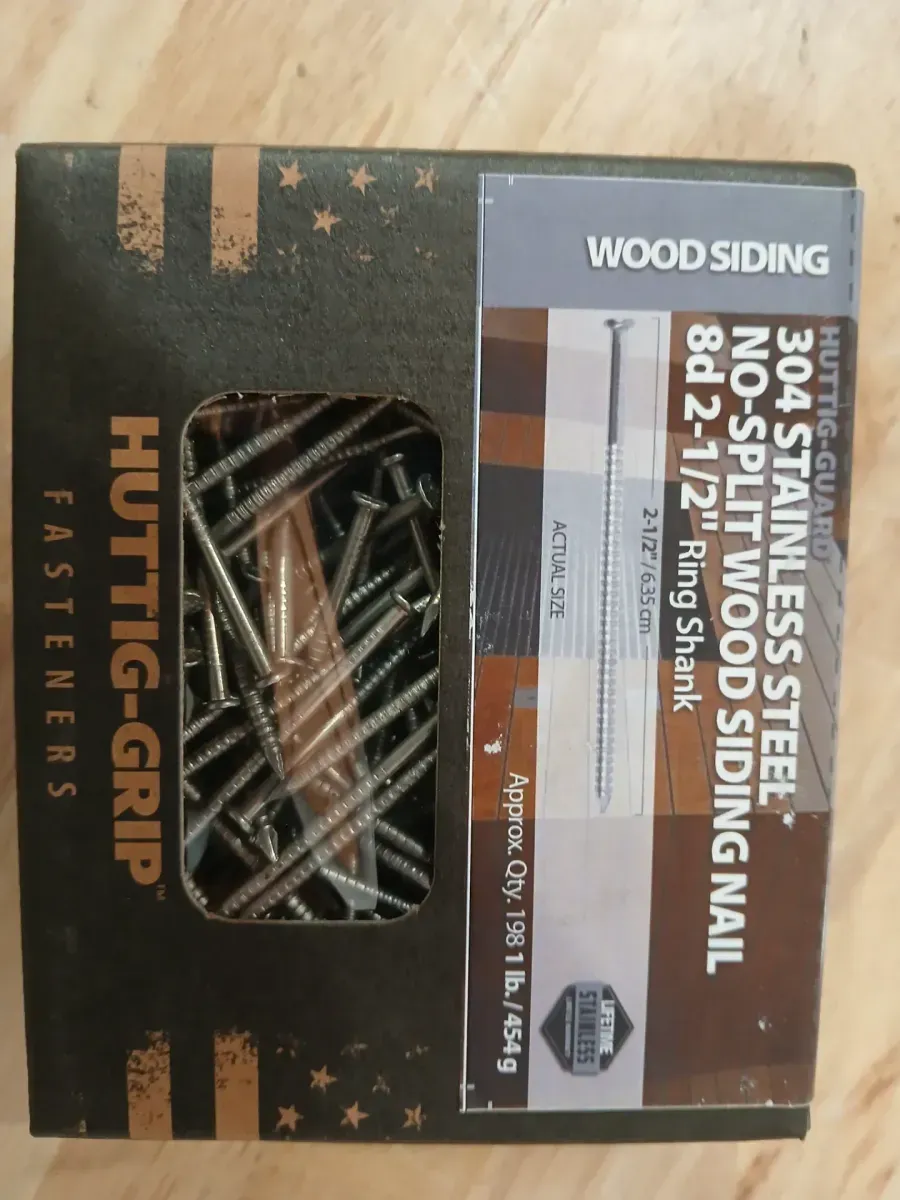 WOOD SIDING
HUTTIG-GUARD
304 STAINLESS STEEL
NO-SPLIT WOOD SIDING NAIL
8d 2-1/2" Ring Shank
2-1/2" / 6.35 cm
ACTUAL SIZE
LIFETIME
STAINLESS
Approx. Qty. 198 1 lb. / 454 g
HUTTIG-GRIP™
FASTENERS